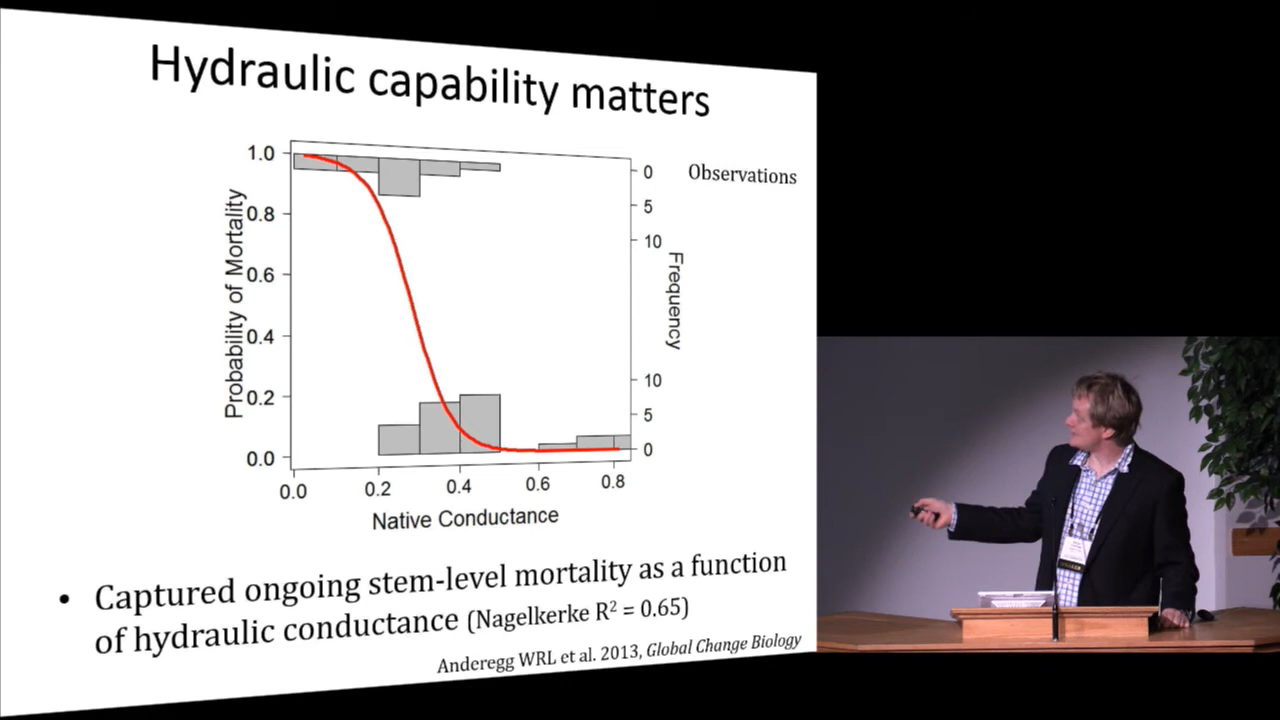 Hydraulic capability matters
1.0
0.8
0.6
0.4
0.2
0.0
Probability of Mortality
0.0
0.2
0.4
0.6
0.8
Native Conductance
0
5
10
10
5
0
Frequency
Observations
• Captured ongoing stem-level mortality as a function
of hydraulic conductance (Nagelkerke R² = 0.65)
Anderegg WRL et al. 2013, Global Change Biology